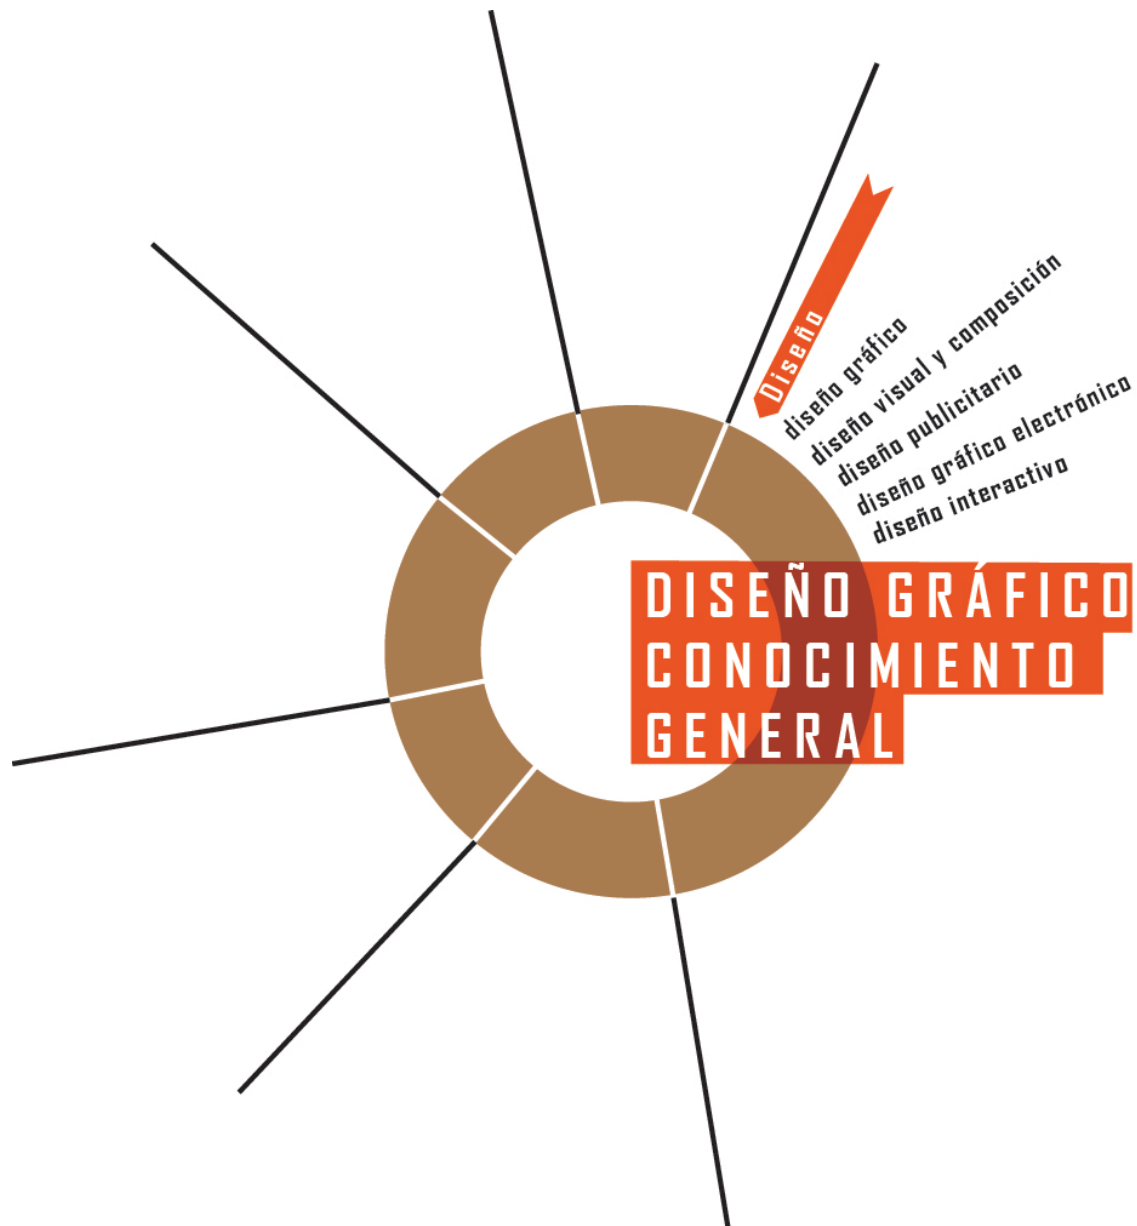 Diseño
diseño gráfico
diseño visual y composición
diseño publicitario
diseño gráfico electrónico
diseño interactivo
DISEÑO GRÁFICO
CONOCIMIENTO
GENERAL